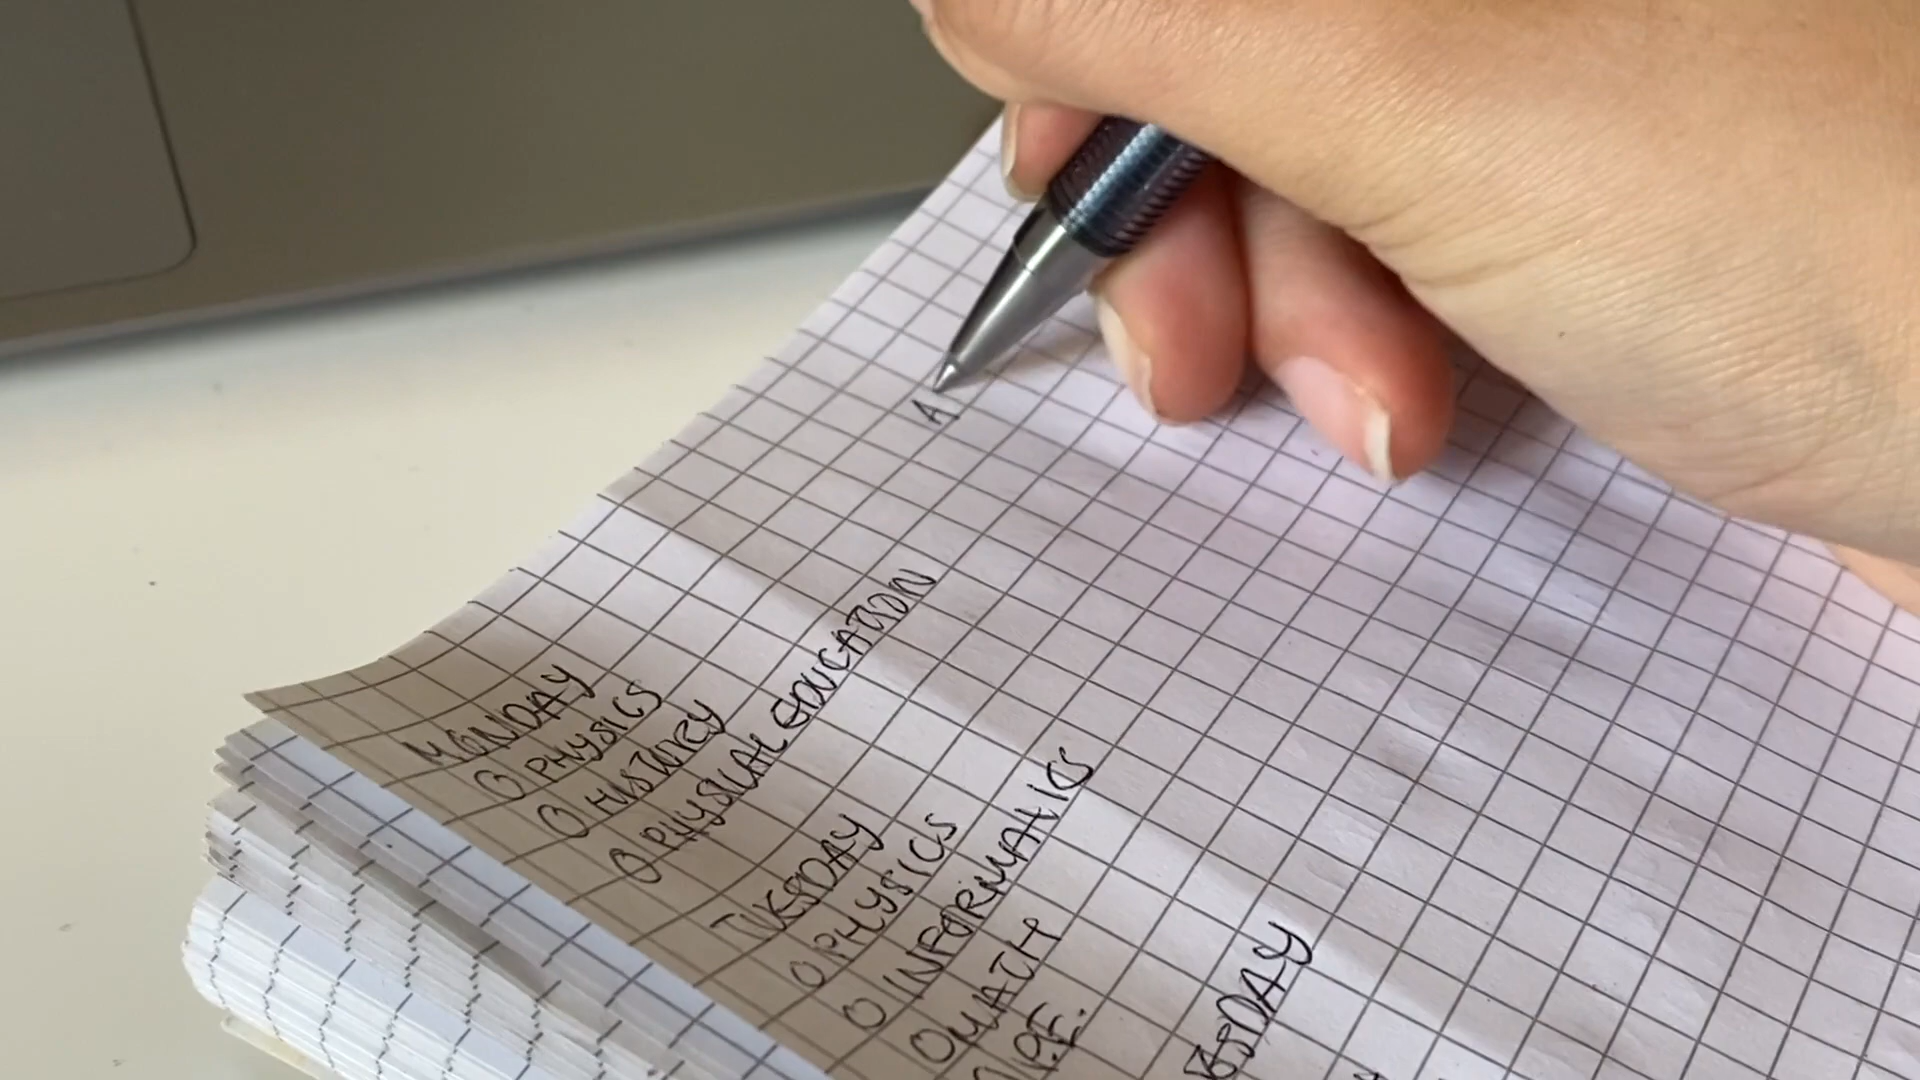 A
MONDAY
O PHYSICS
O HISTORY
O PHYSICAL EDUCATION
TUESDAY
O PHYSICS
O INFORMATICS
O MATH
P.E.